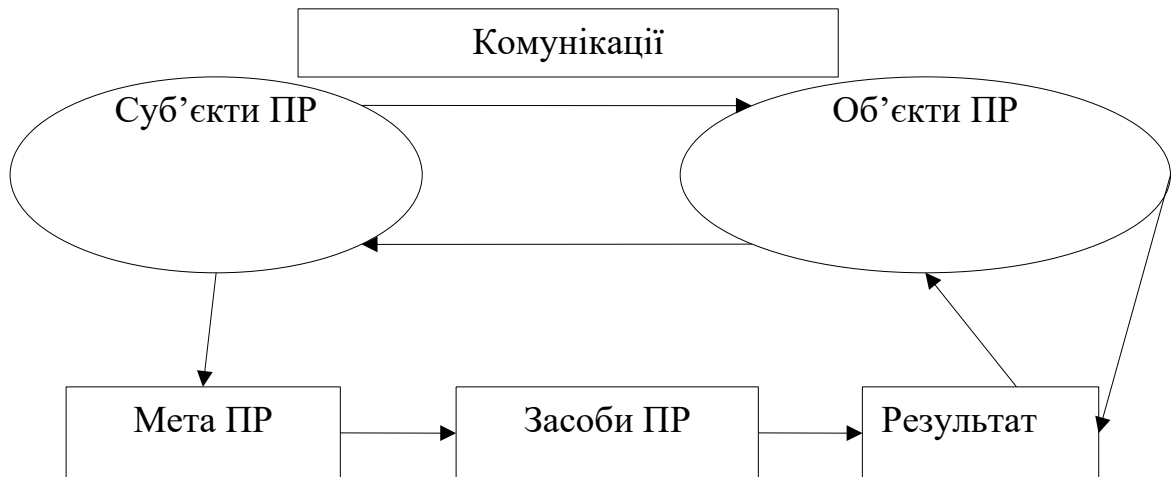 Комунікації
Суб’єкти ПР
Об’єкти ПР
Мета ПР
Засоби ПР
Результат